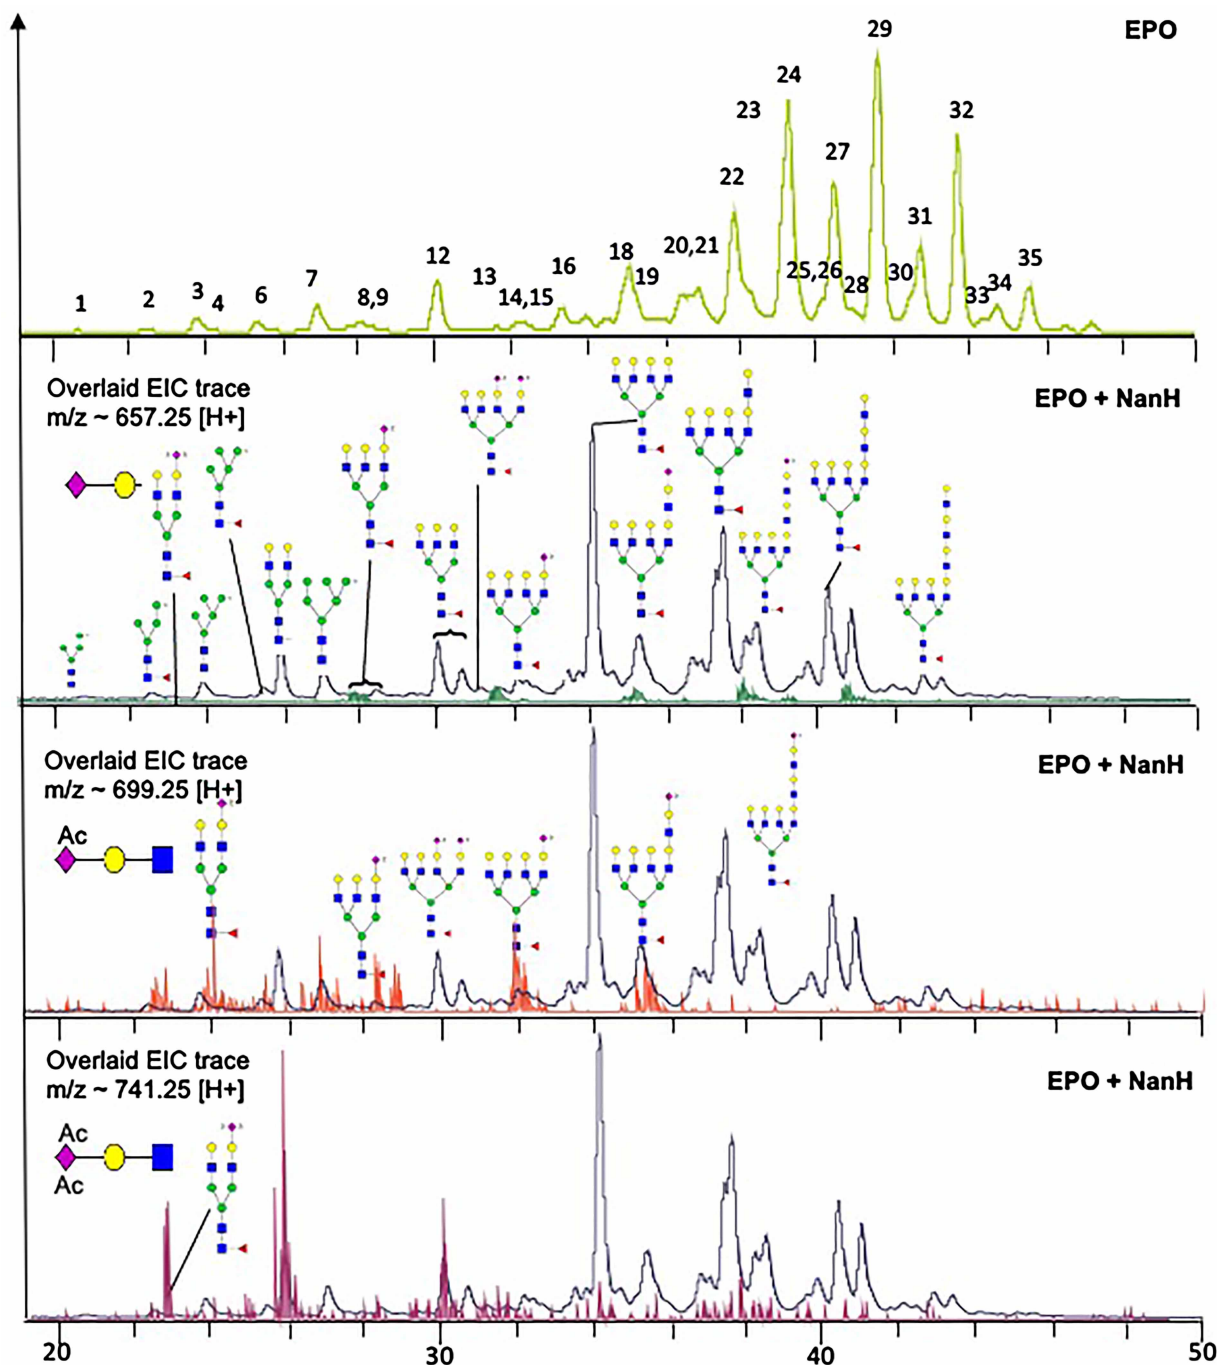 EPO
29
24
23
32
27
22
31
12
18
20,21
35
16
19
25,26
30
13
7
28
34
3
6
8,9
14,15
33
1
2
4
Overlaid EIC trace
m/z ~ 657.25 [H+]
EPO + NanH
Overlaid EIC trace
m/z ~ 699.25 [H+]
EPO + NanH
Ac
Overlaid EIC trace
m/z ~ 741.25 [H+]
EPO + NanH
Ac
Ac
20
30
40
50